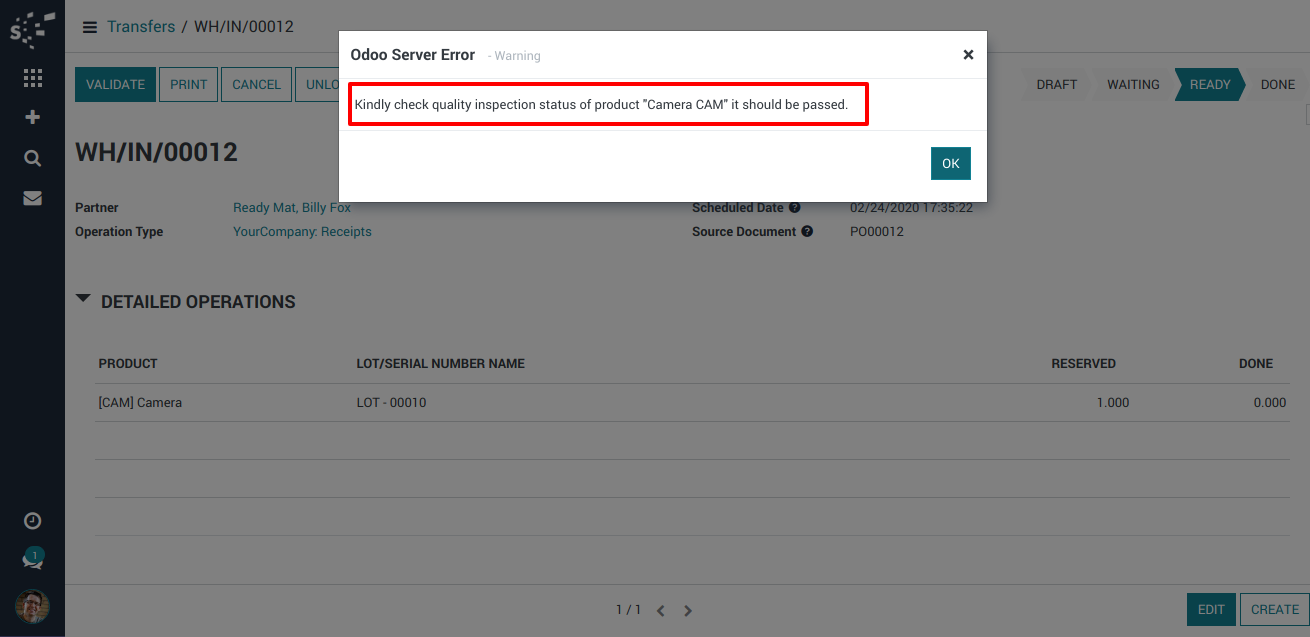 Transfers / WH/IN/00012
Odoo Server Error - Warning
Kindly check quality inspection status of product "Camera CAM" it should be passed.
OK
VALIDATE PRINT CANCEL UNLO
DRAFT WAITING READY DONE
WH/IN/00012
Partner Ready Mat, Billy Fox
Scheduled Date 02/24/2020 17:35:22
Operation Type YourCompany: Receipts
Source Document PO00012
DETAILED OPERATIONS
PRODUCT LOT/SERIAL NUMBER NAME RESERVED DONE
[CAM] Camera LOT - 00010 1.000 0.000
1
1 / 1
EDIT CREATE